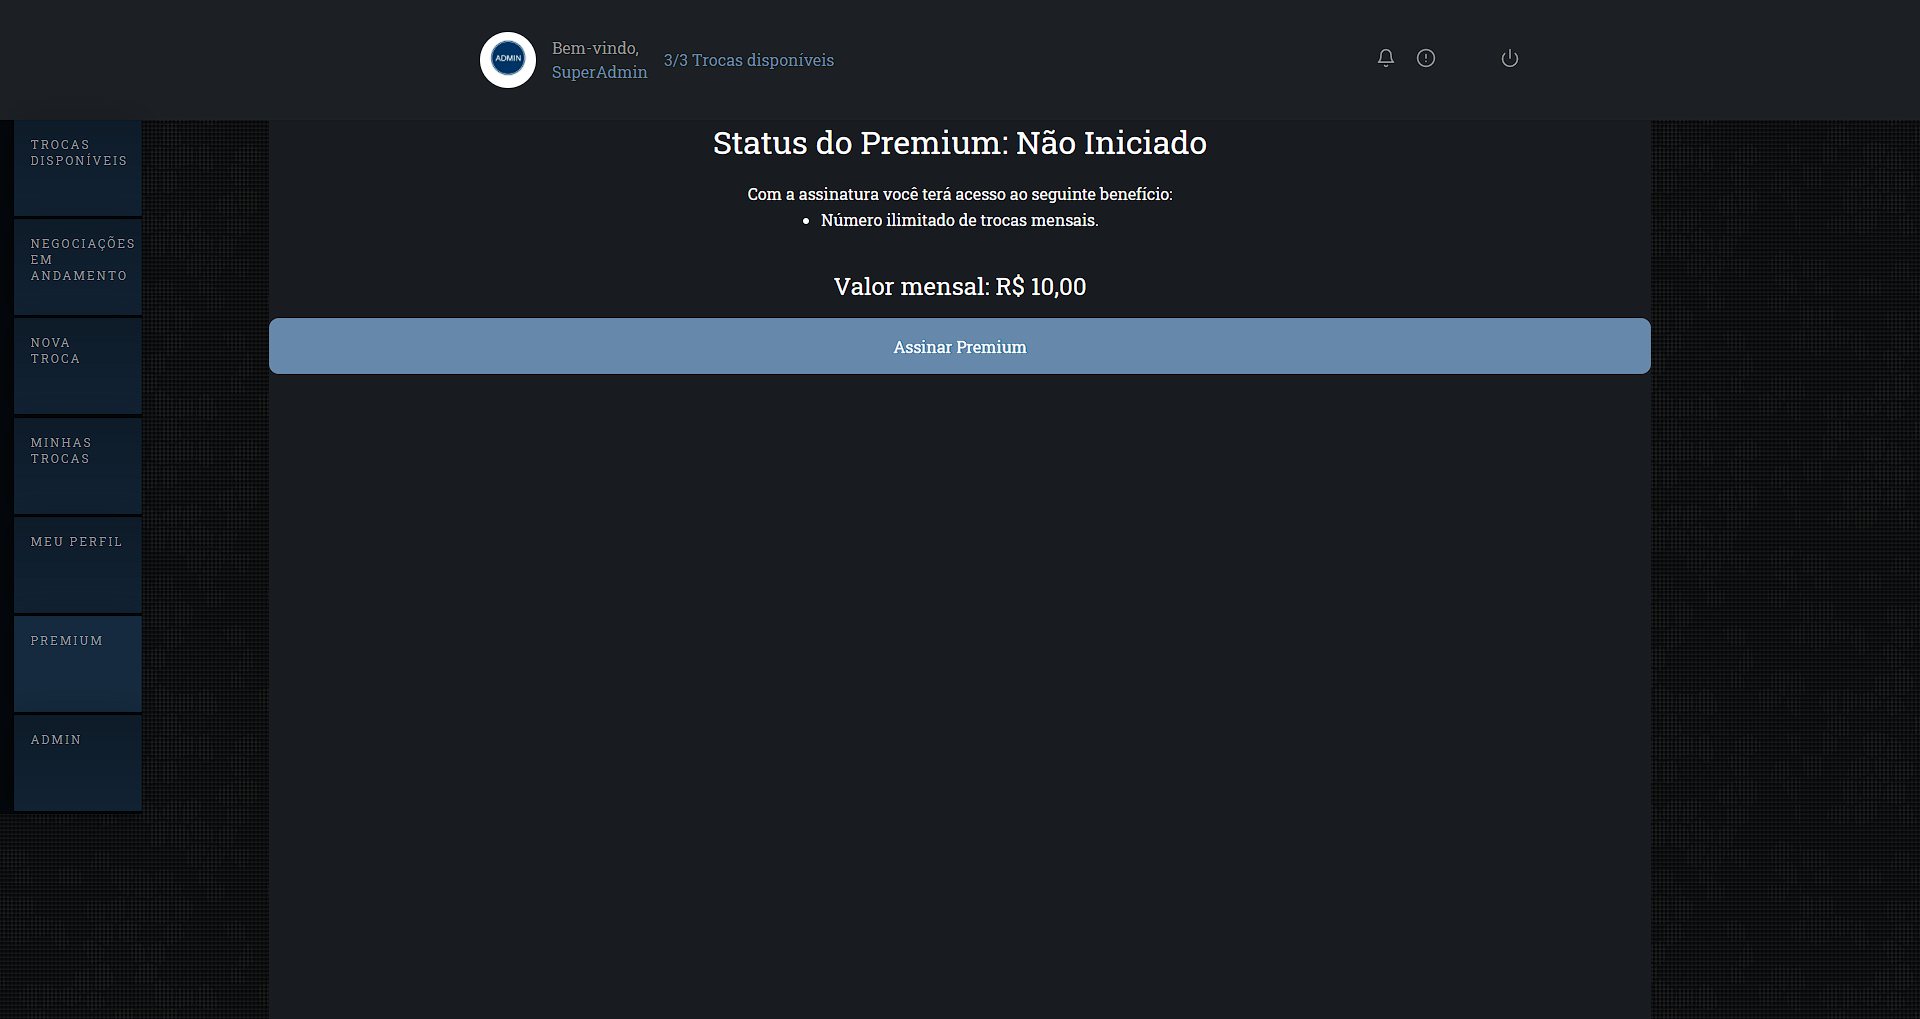 ADMIN
Bem-vindo,
SuperAdmin
3/3 Trocas disponíveis
TROCAS
DISPONÍVEIS
NEGOCIAÇÕES
EM
ANDAMENTO
NOVA
TROCA
MINHAS
TROCAS
MEU PERFIL
PREMIUM
ADMIN
Status do Premium: Não Iniciado
Com a assinatura você terá acesso ao seguinte benefício:
• Número ilimitado de trocas mensais.
Valor mensal: R$ 10,00
Assinar Premium